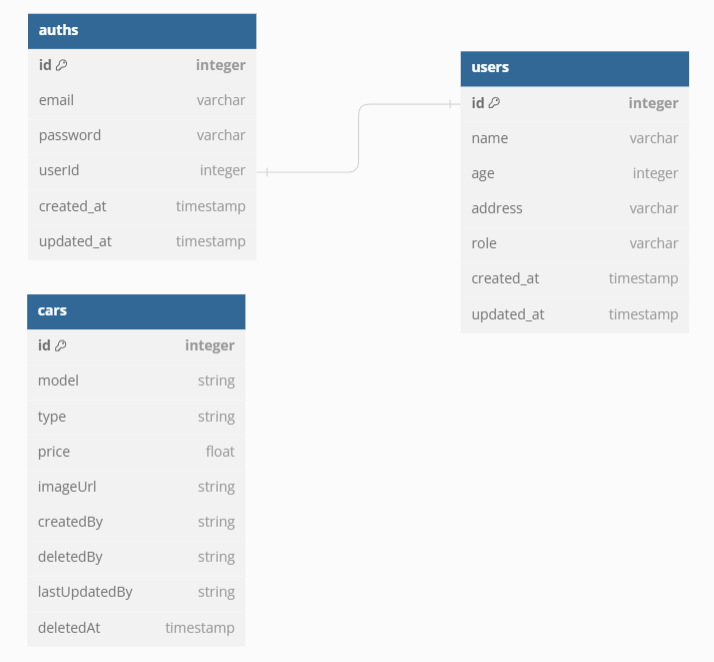 auths
id integer
email varchar
password varchar
userId integer
created_at timestamp
updated_at timestamp
users
id integer
name varchar
age integer
address varchar
role varchar
created_at timestamp
updated_at timestamp
cars
id integer
model string
type string
price float
imageUrl string
createdBy string
deletedBy string
lastUpdatedBy string
deletedAt timestamp